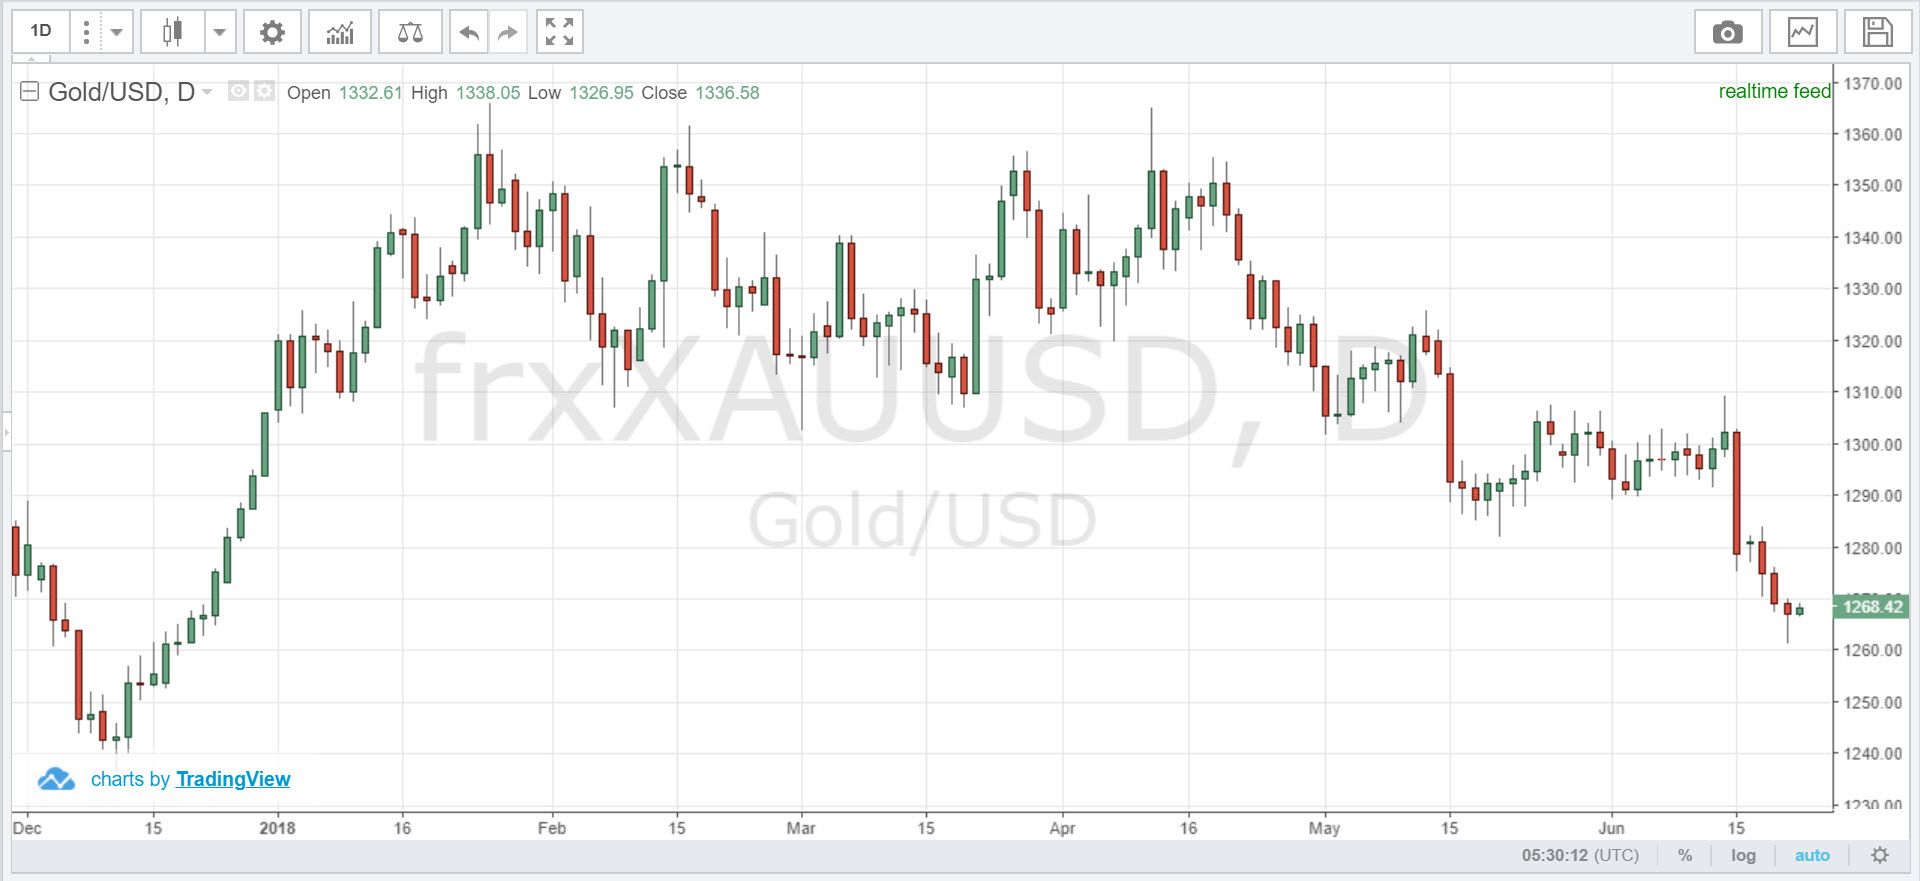 1D
Gold/USD, D Open 1332.61 High 1338.05 Low 1326.95 Close 1336.58
realtime feed
1370.00
1360.00
1350.00
1340.00
1330.00
1320.00
1310.00
1300.00
1290.00
1280.00
1270.00
1268.42
1260.00
1250.00
1240.00
1230.00
frxXAUUSD, D
Gold/USD
charts by TradingView
Dec 15 2018 16 Feb 15 Mar 15 Apr 16 May 15 Jun 15
05:30:12 (UTC) % log auto